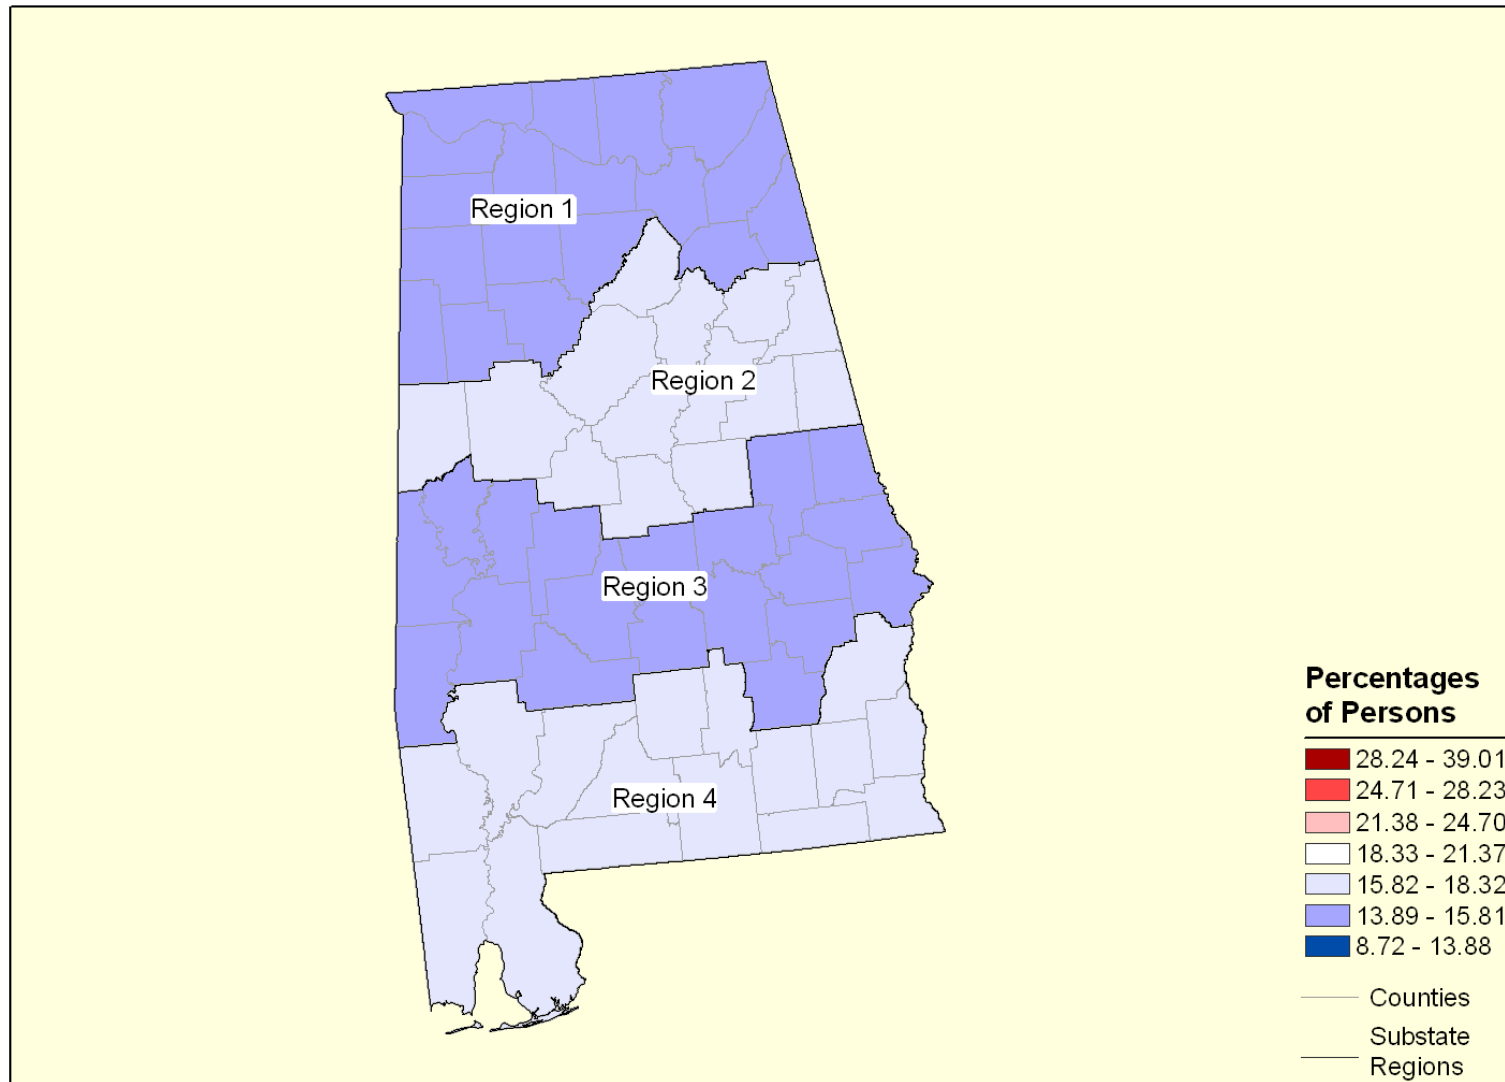 Region 1
Region 2
Region 3
Region 4
Percentages
of Persons
28.24 - 39.01
24.71 - 28.23
21.38 - 24.70
18.33 - 21.37
15.82 - 18.32
13.89 - 15.81
8.72 - 13.88
Counties
Substate
Regions